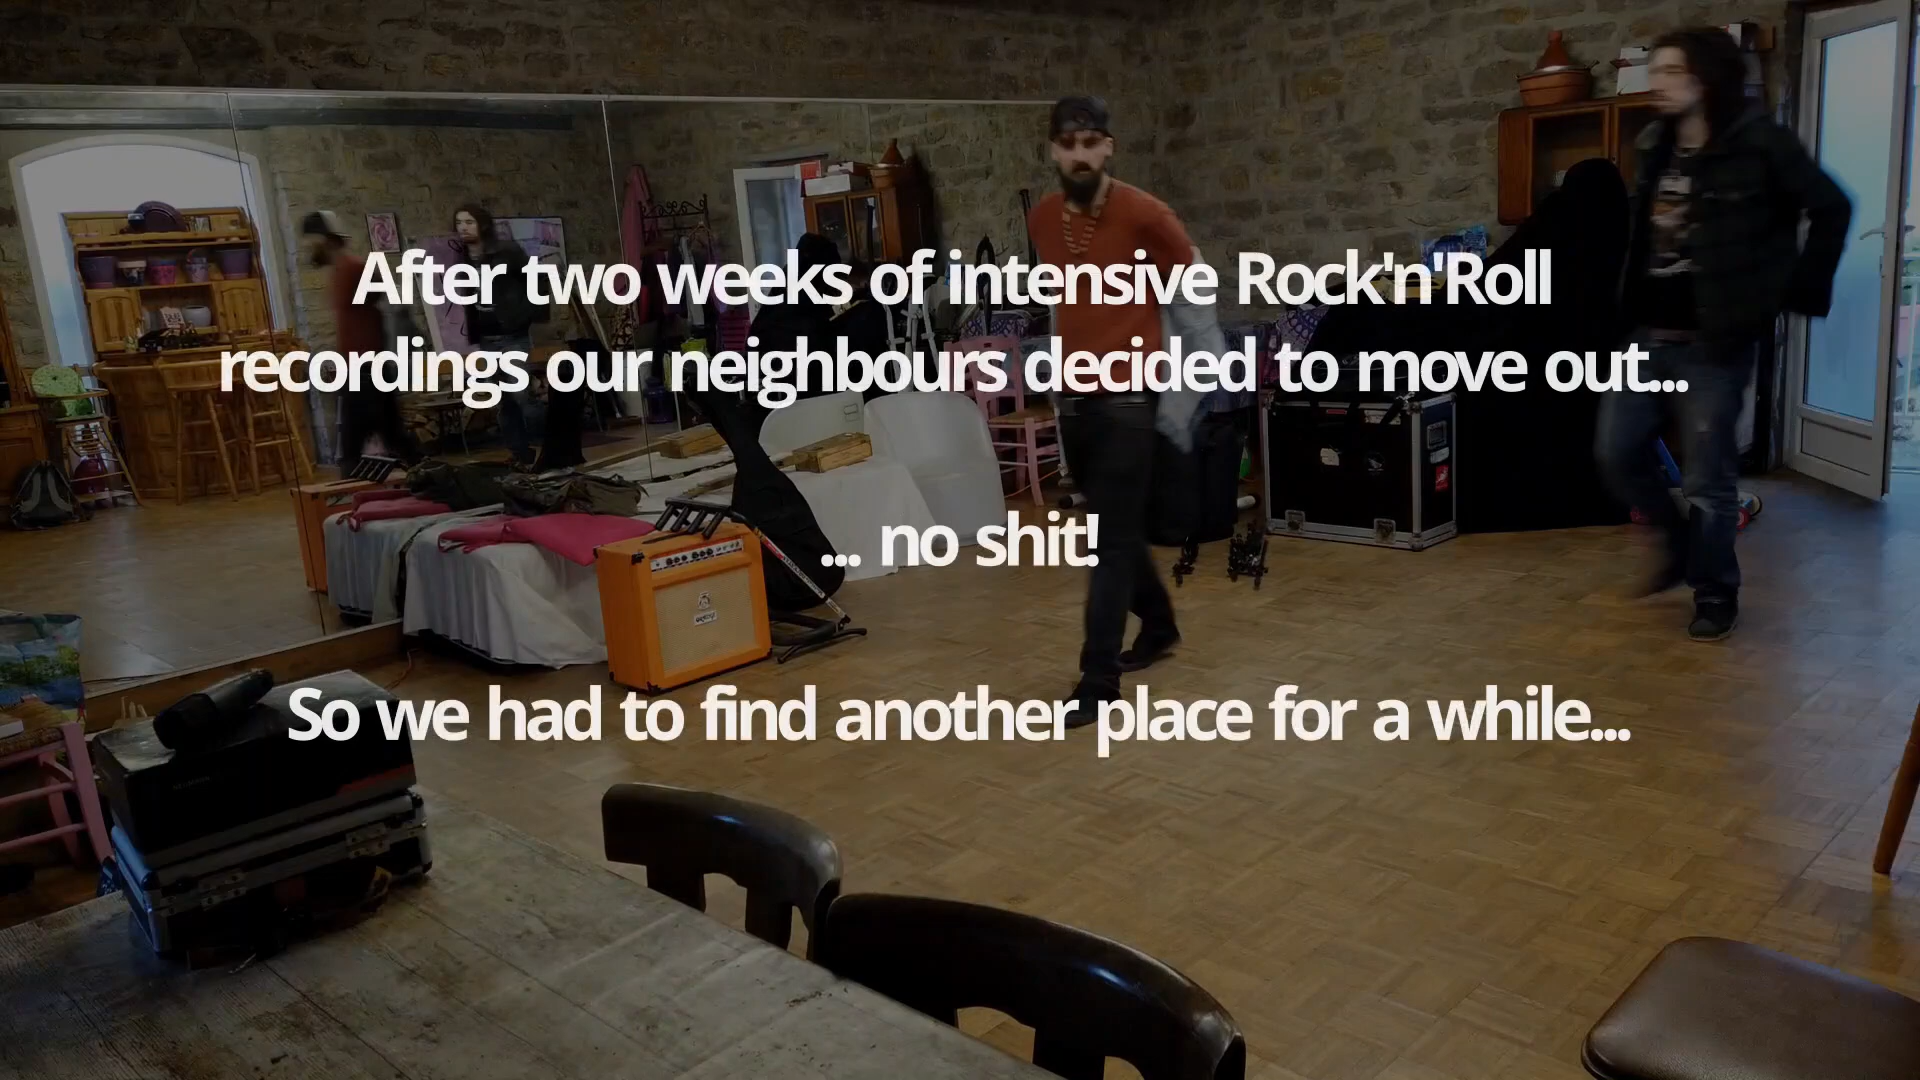 After two weeks of intensive Rock'n'Roll
recordings our neighbours decided to move out...
... no shit!
So we had to find another place for a while...